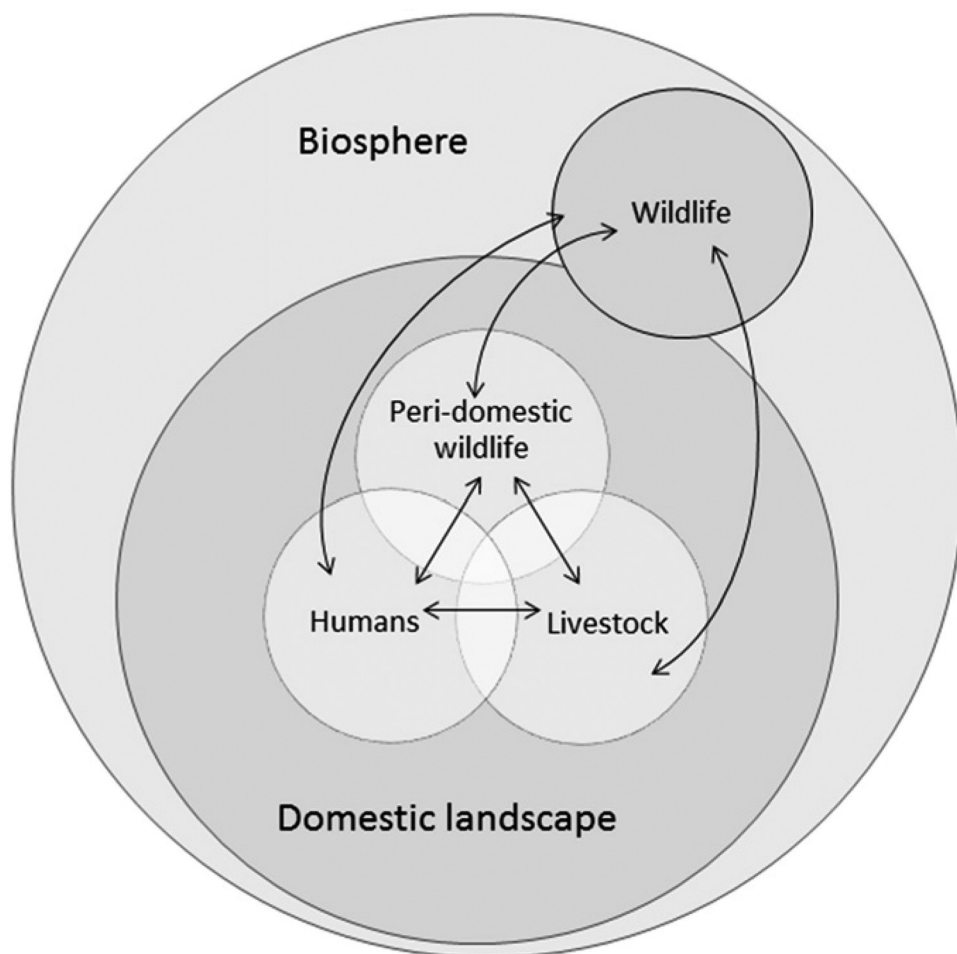 Biosphere
Wildlife
Peri-domestic
wildlife
Humans
Livestock
Domestic landscape